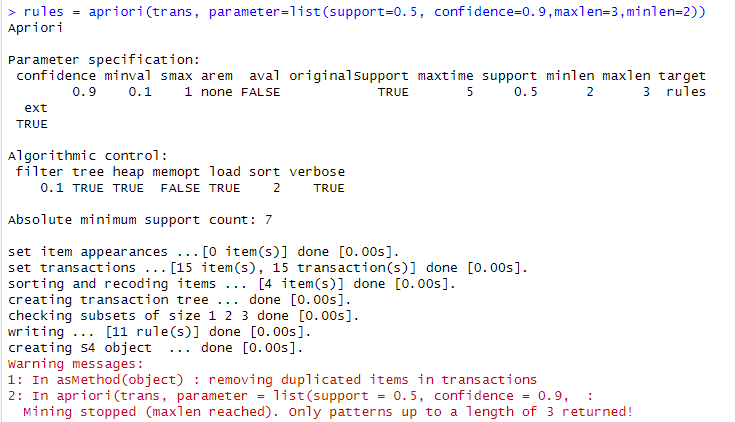 > rules = apriori(trans, parameter=list(support=0.5, confidence=0.9,maxlen=3,minlen=2))
Apriori

Parameter specification:
 confidence minval smax arem  aval originalSupport maxtime support minlen maxlen target
        0.9    0.1    1 none FALSE            TRUE       5     0.5      2      3  rules
  ext
 TRUE

Algorithmic control:
 filter tree heap memopt load sort verbose
    0.1 TRUE TRUE  FALSE TRUE    2    TRUE

Absolute minimum support count: 7

set item appearances ...[0 item(s)] done [0.00s].
set transactions ...[15 item(s), 15 transaction(s)] done [0.00s].
sorting and recoding items ... [4 item(s)] done [0.00s].
creating transaction tree ... done [0.00s].
checking subsets of size 1 2 3 done [0.00s].
writing ... [11 rule(s)] done [0.00s].
creating S4 object  ... done [0.00s].
Warning messages:
1: In asMethod(object) : removing duplicated items in transactions
2: In apriori(trans, parameter = list(support = 0.5, confidence = 0.9,  :
  Mining stopped (maxlen reached). Only patterns up to a length of 3 returned!